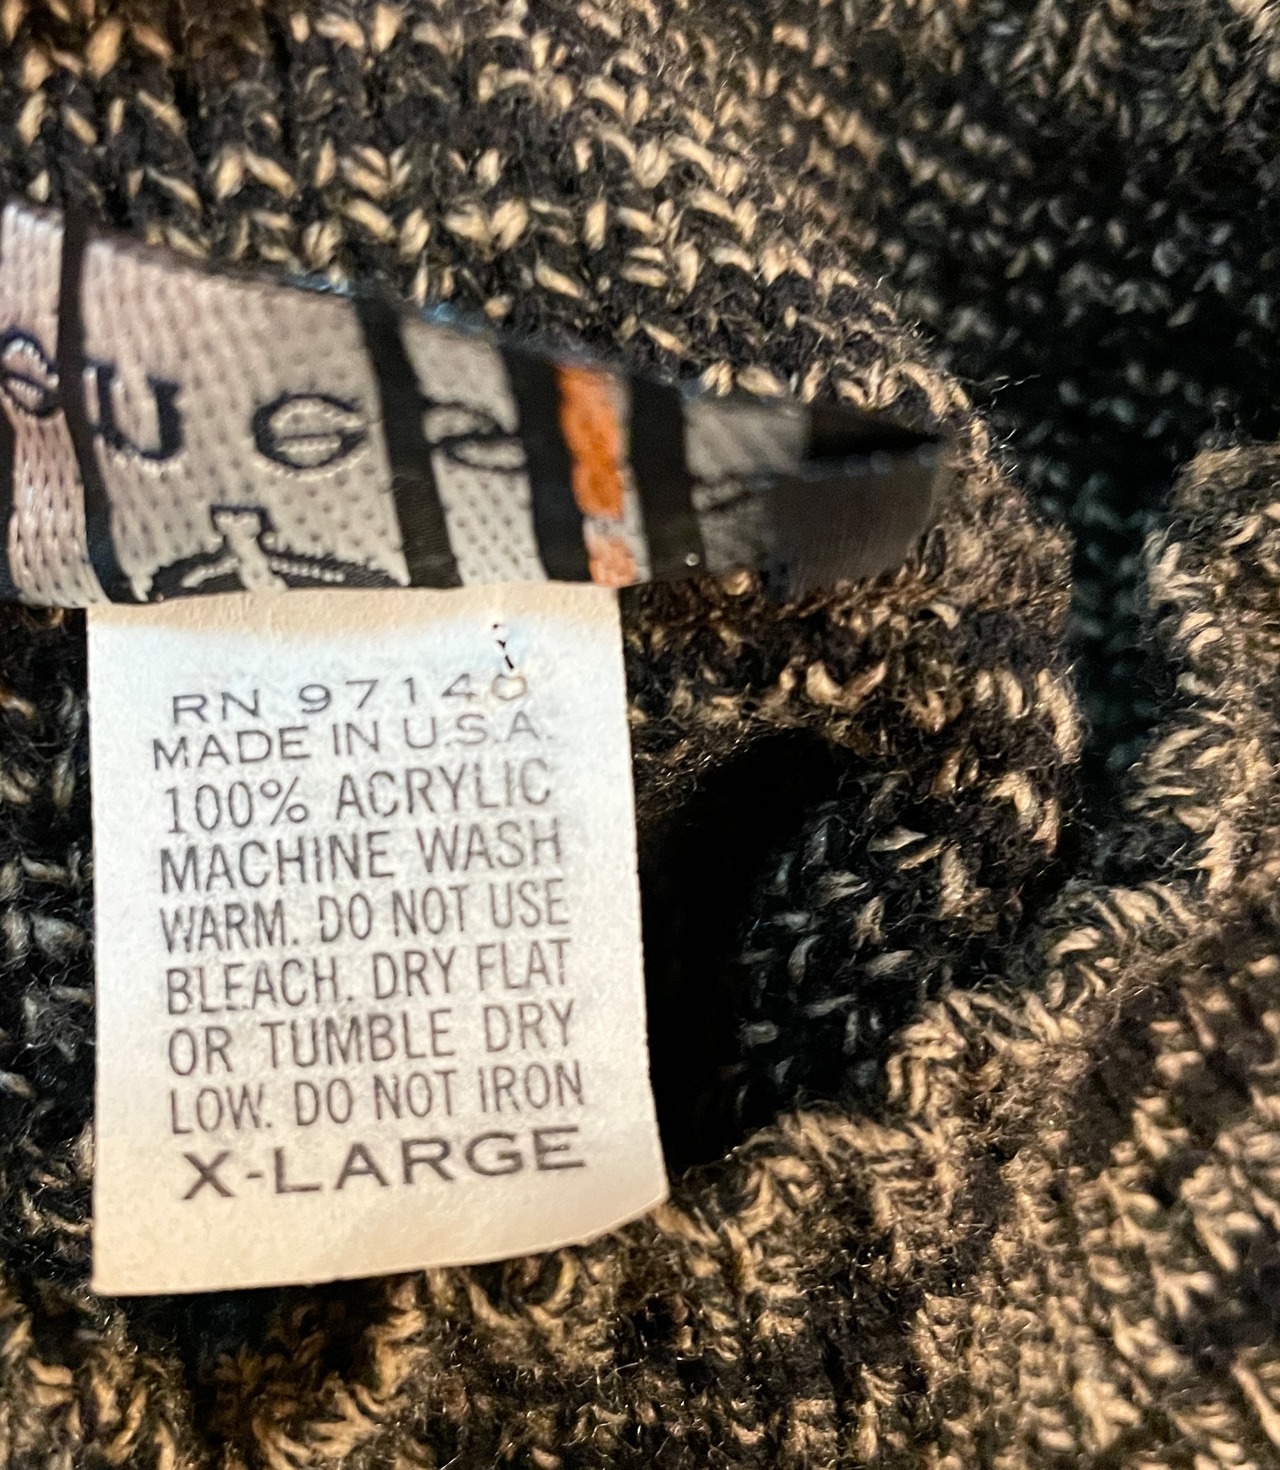 RN 97140
MADE IN U.S.A.
100% ACRYLIC
MACHINE WASH
WARM. DO NOT USE
BLEACH. DRY FLAT
OR TUMBLE DRY
LOW. DO NOT IRON
X-LARGE